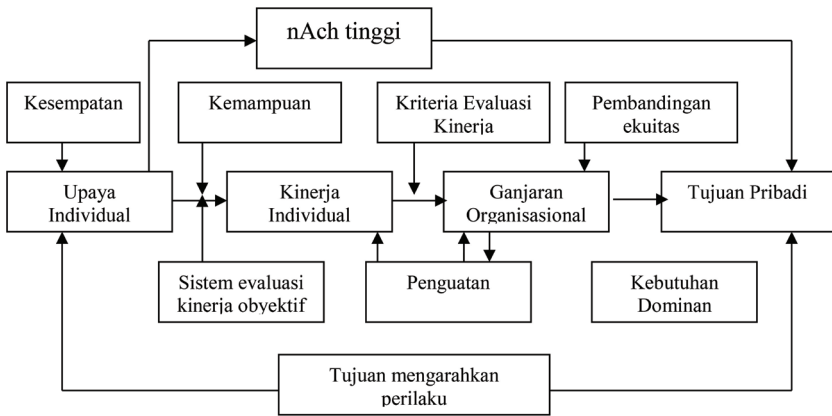 nAch tinggi
Kesempatan
Kemampuan
Kriteria Evaluasi
Kinerja
Pembandingan
ekuitas
Upaya
Individual
Kinerja
Individual
Ganjaran
Organisasional
Tujuan Pribadi
Sistem evaluasi
kinerja obyektif
Penguatan
Kebutuhan
Dominan
Tujuan mengarahkan
perilaku